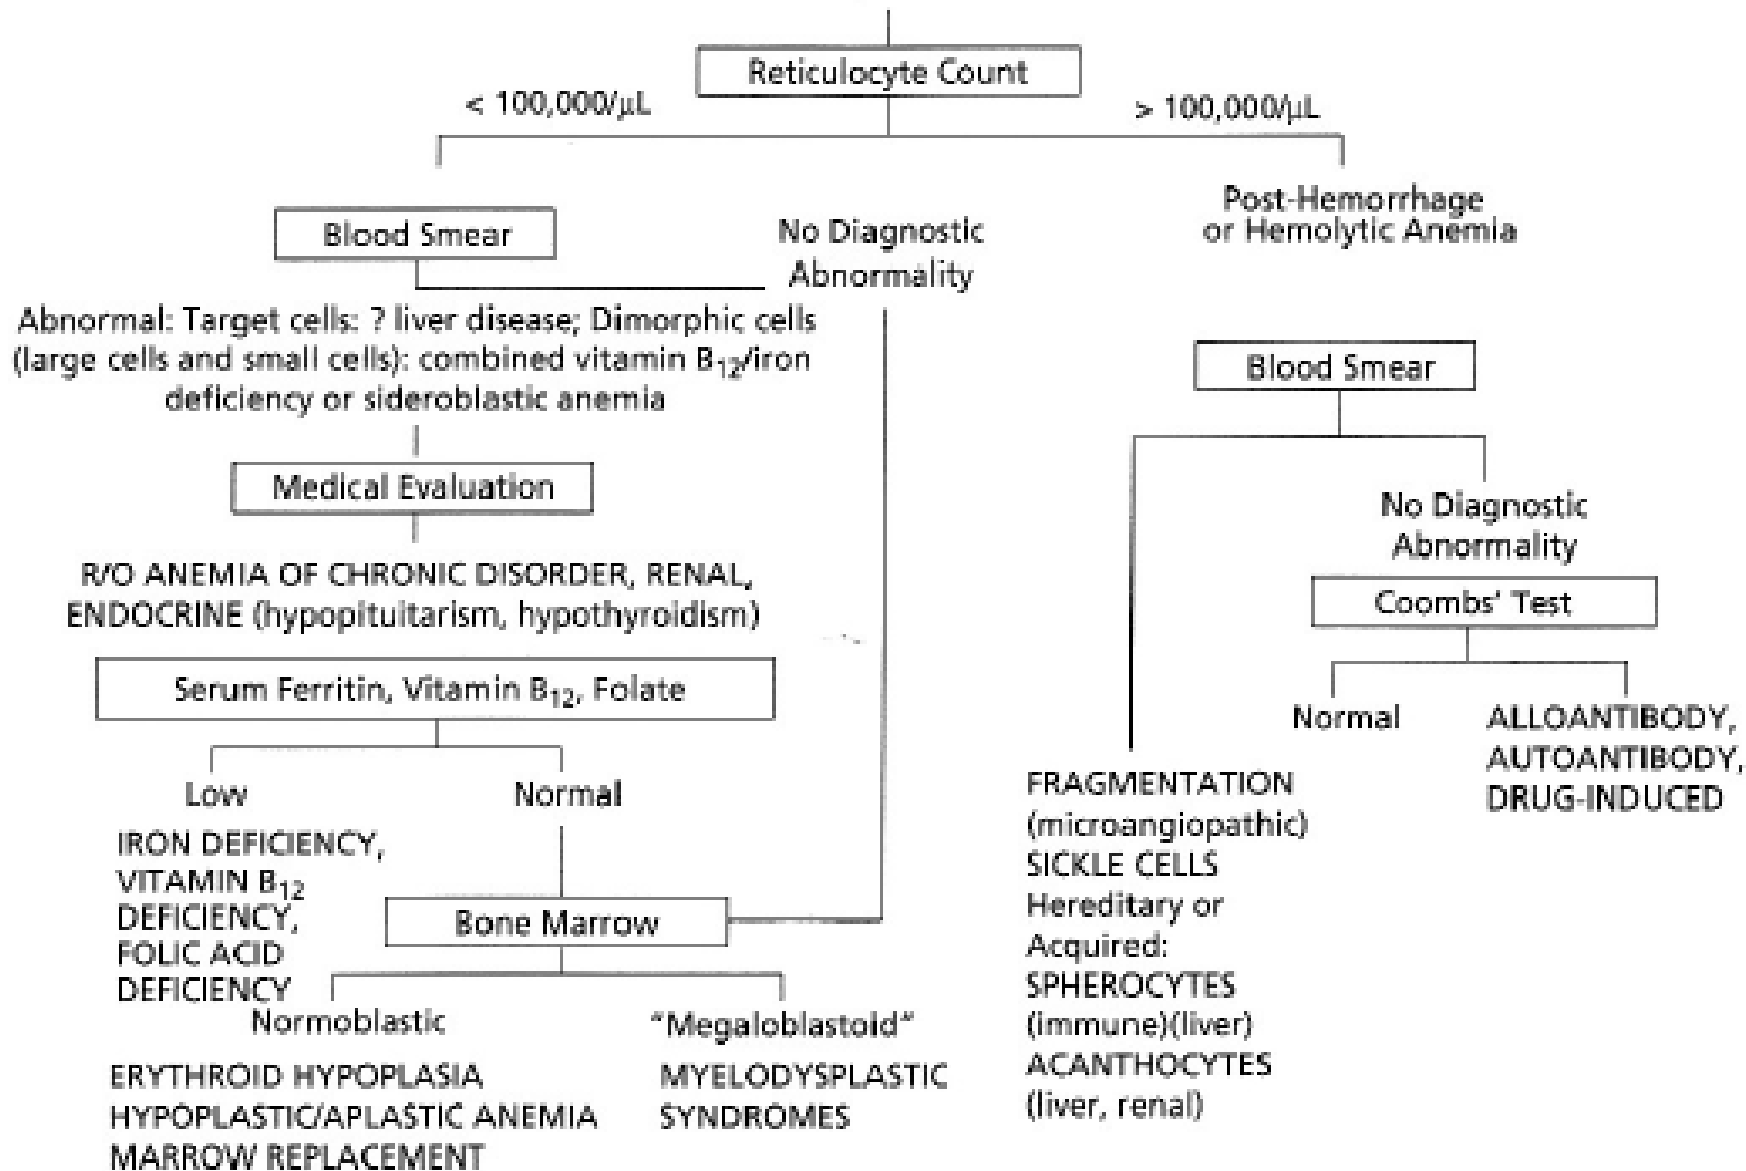 Reticulocyte Count
< 100,000/µL
> 100,000/µL
Blood Smear
No Diagnostic
Abnormality
Abnormal: Target cells: ? liver disease; Dimorphic cells
(large cells and small cells): combined vitamin B12/iron
deficiency or sideroblastic anemia
Medical Evaluation
R/O ANEMIA OF CHRONIC DISORDER, RENAL,
ENDOCRINE (hypopituitarism, hypothyroidism)
Serum Ferritin, Vitamin B12, Folate
Low
Normal
IRON DEFICIENCY,
VITAMIN B12
DEFICIENCY,
FOLIC ACID
DEFICIENCY
Bone Marrow
Normoblastic
"Megaloblastoid"
ERYTHROID HYPOPLASIA
HYPOPLASTIC/APLASTIC ANEMIA
MARROW REPLACEMENT
MYELODYSPLASTIC
SYNDROMES
Post-Hemorrhage
or Hemolytic Anemia
Blood Smear
No Diagnostic
Abnormality
Coombs' Test
Normal
ALLOANTIBODY,
AUTOANTIBODY,
DRUG-INDUCED
FRAGMENTATION
(microangiopathic)
SICKLE CELLS
Hereditary or
Acquired:
SPHEROCYTES
(immune)(liver)
ACANTHOCYTES
(liver, renal)